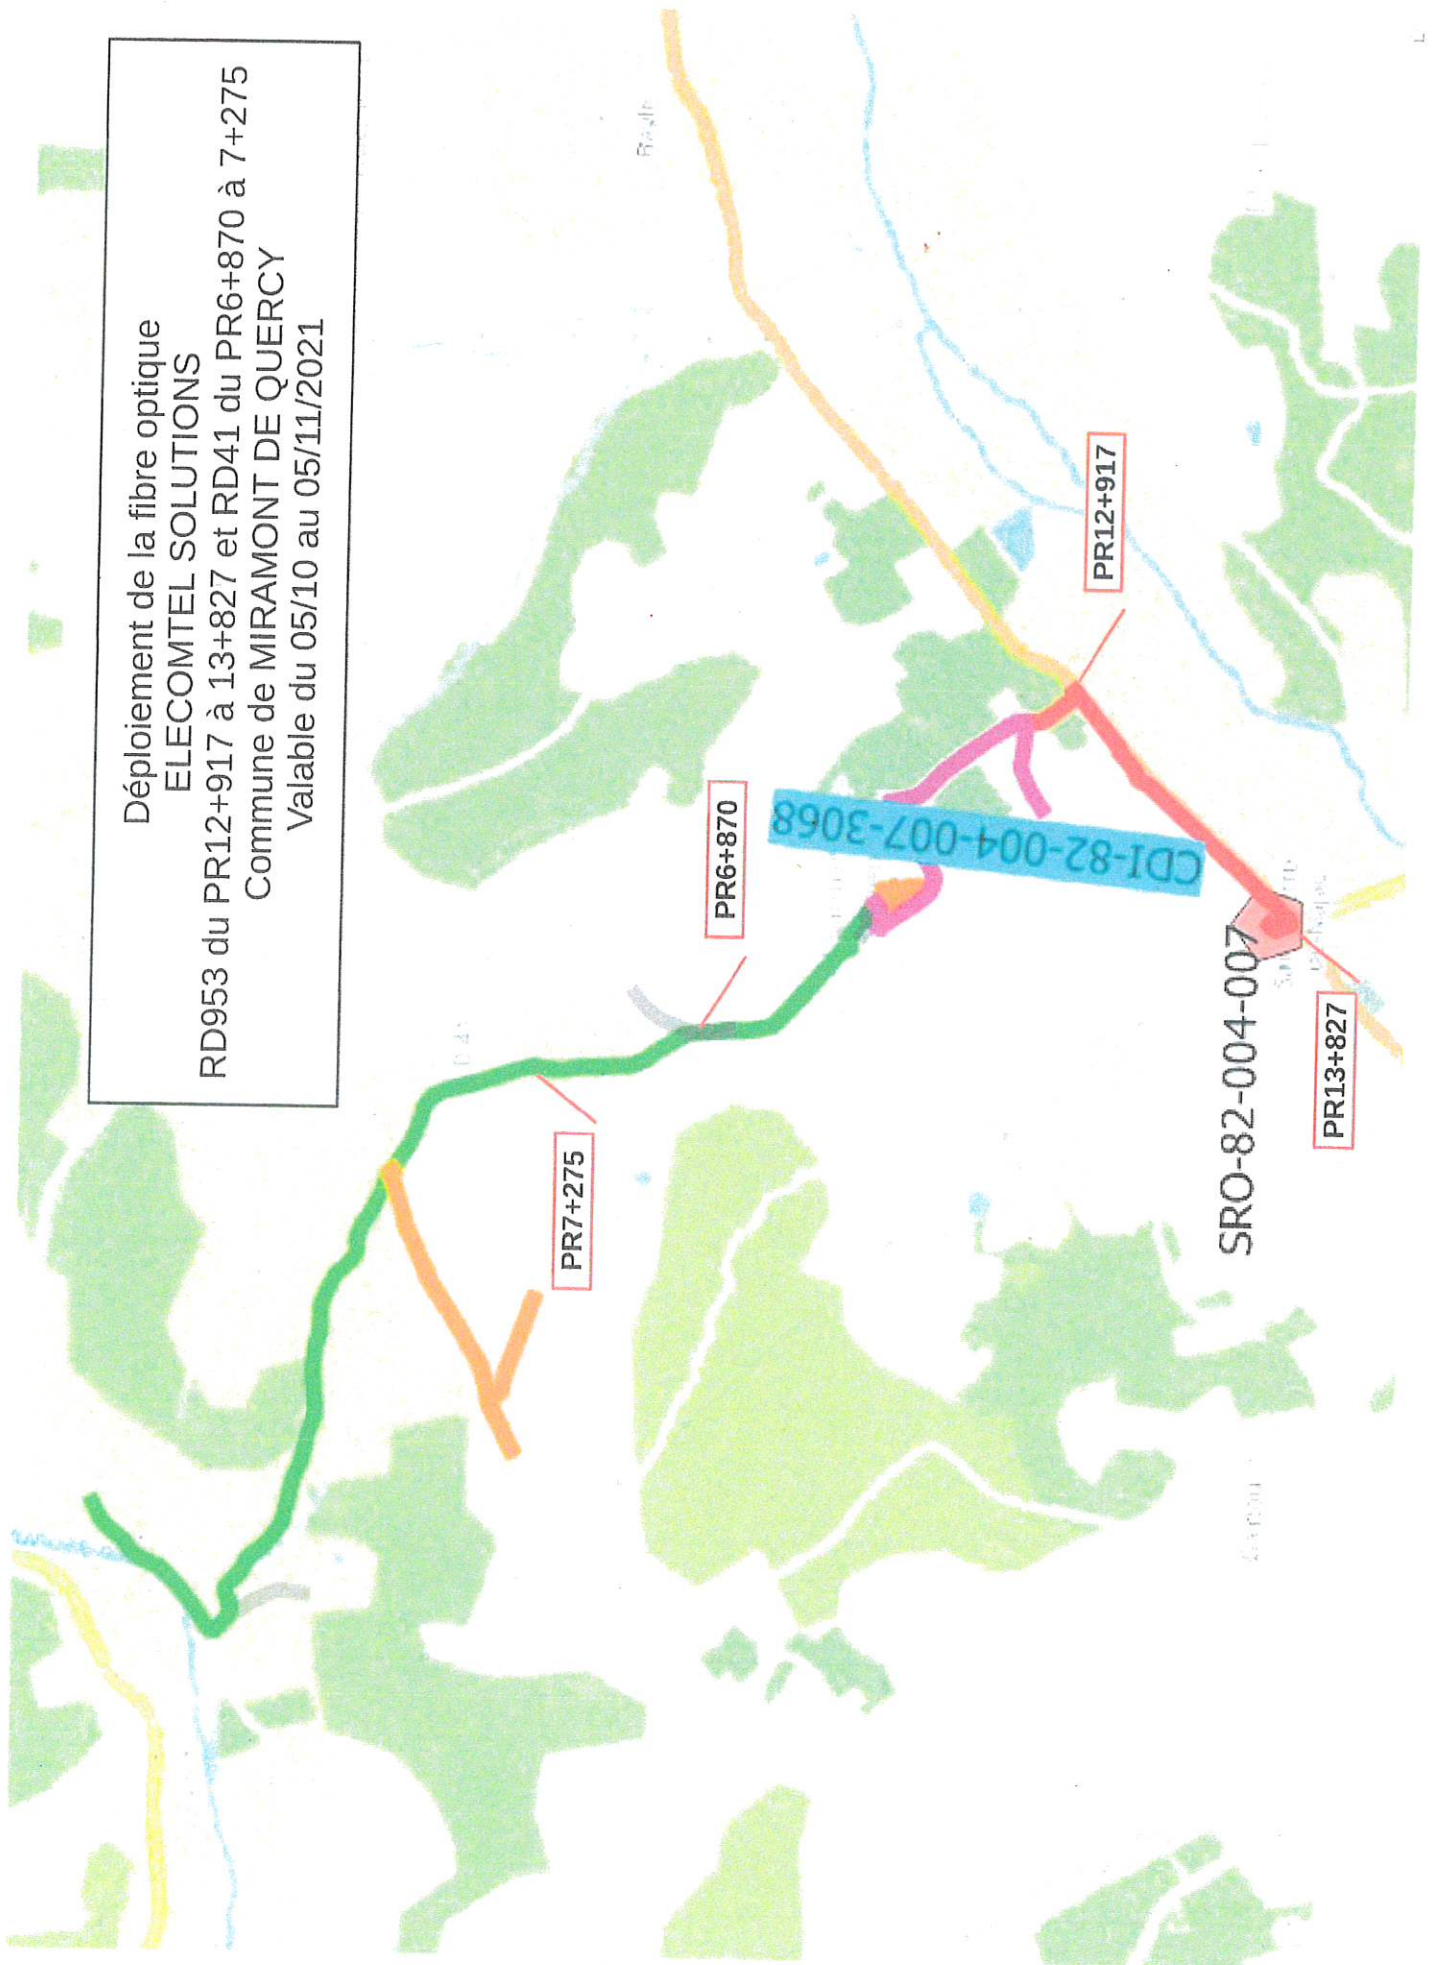 Déploiement de la fibre optique
ELECOMTEL SOLUTIONS
RD953 du PR12+917 à 13+827 et RD41 du PR6+870 à 7+275
Commune de MIRAMONT DE QUERCY
Valable du 05/10 au 05/11/2021
PR12+917
PR6+870
CDI-82-004-007-3068
PR7+275
SRO-82-004-007
PR13+827